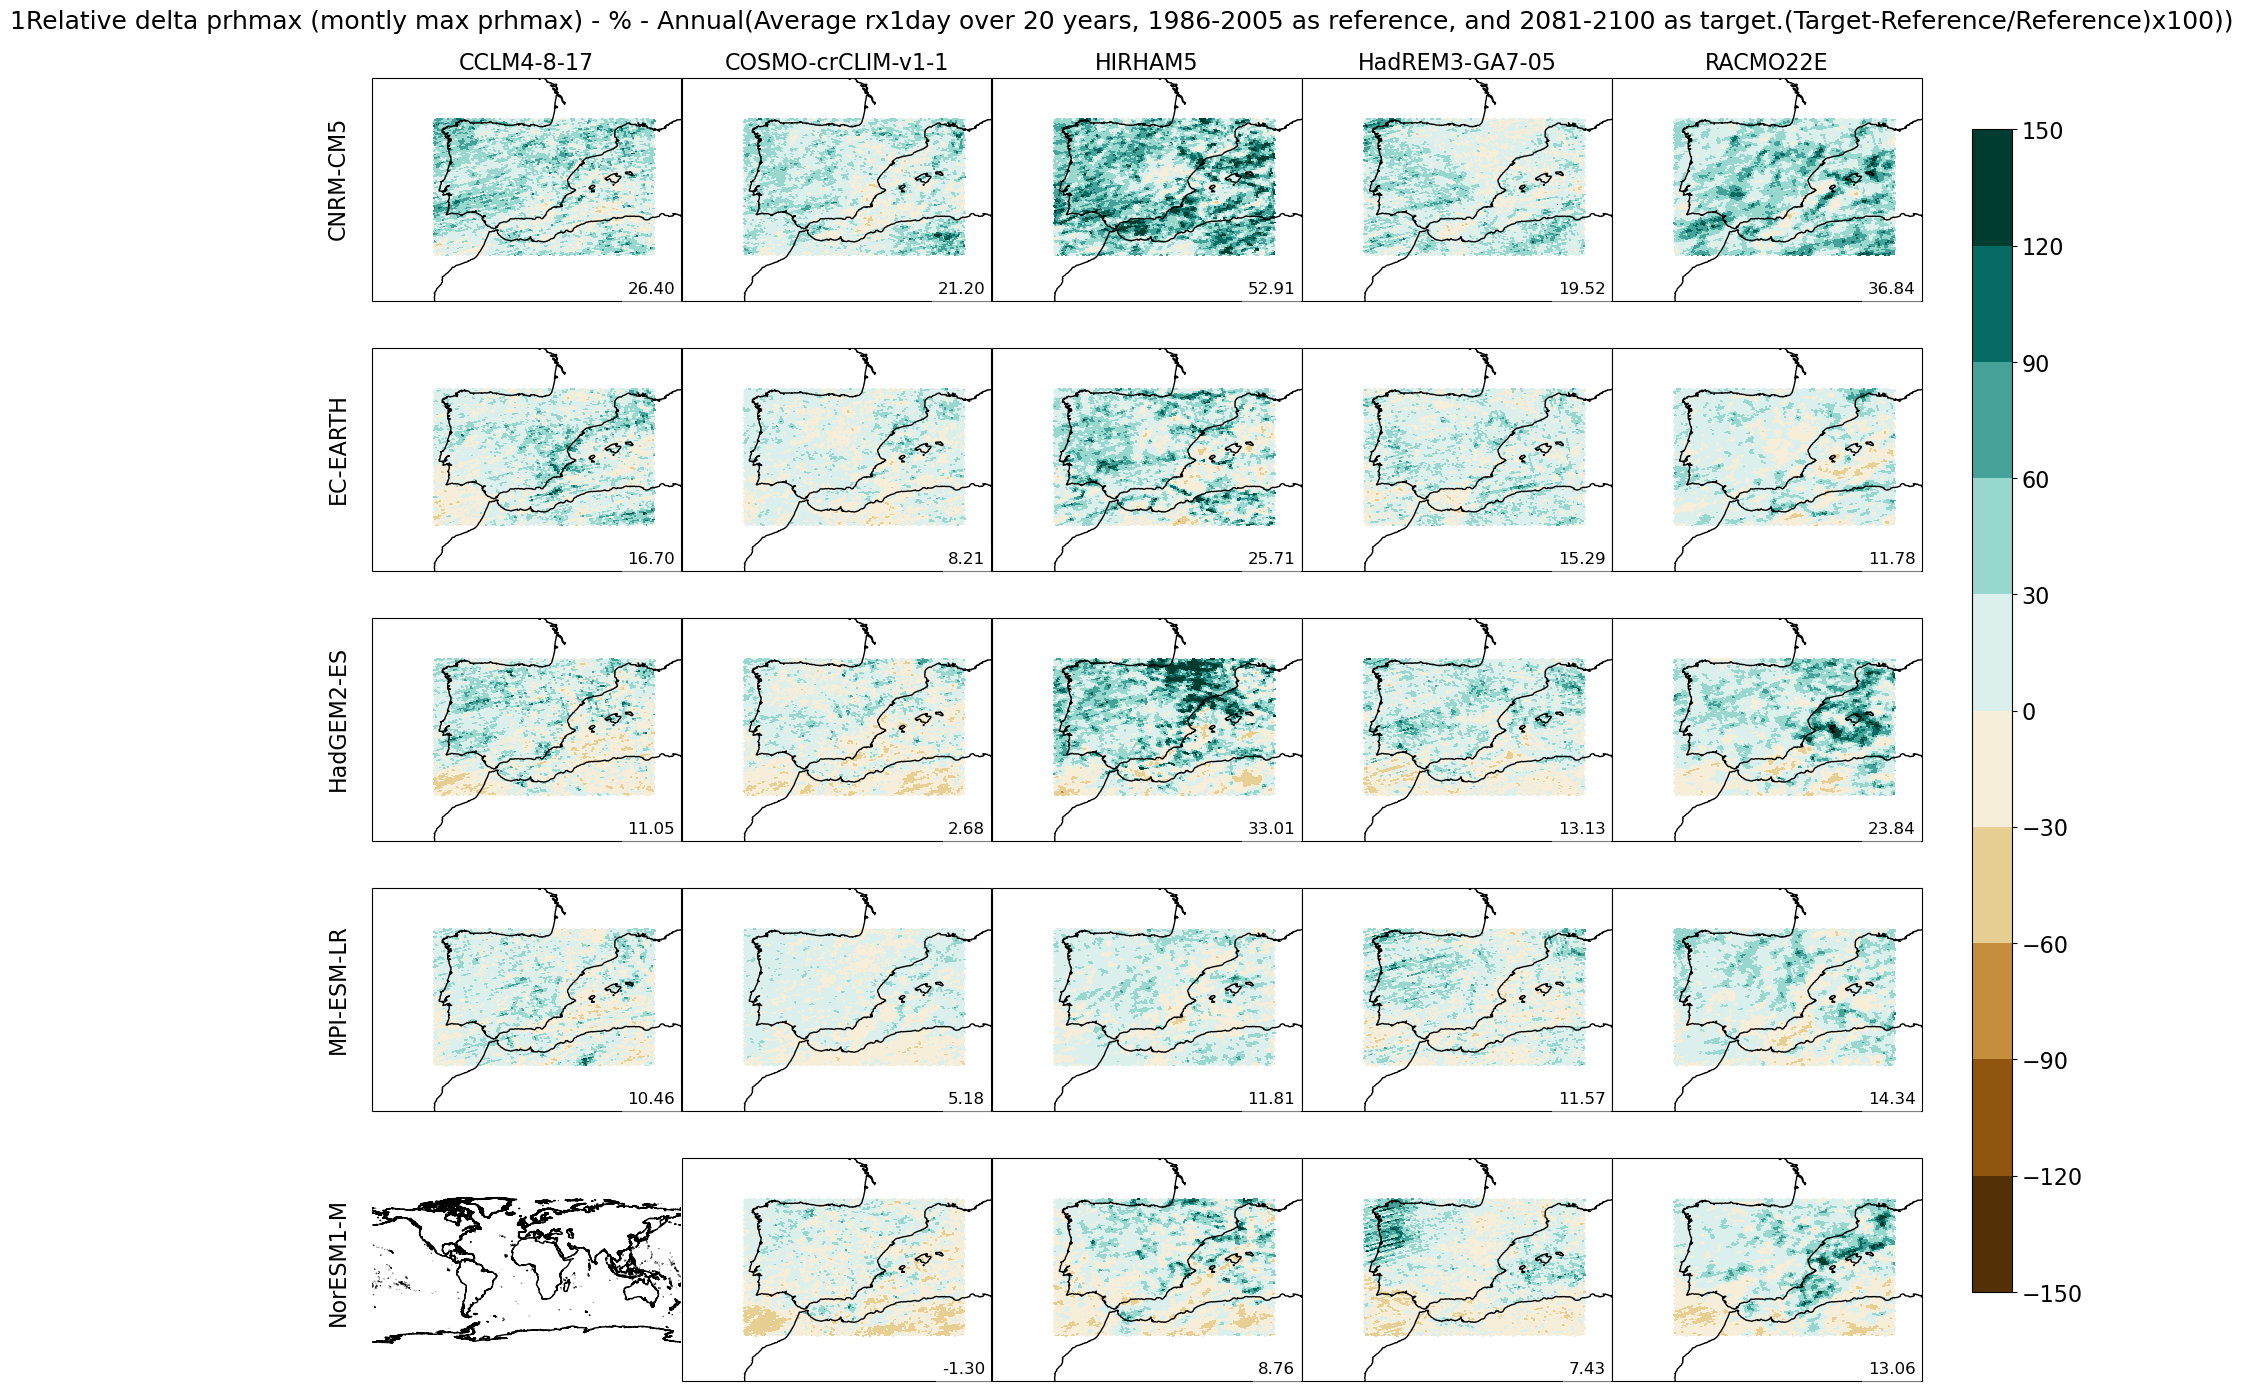 1Relative delta prhmax (montly max prhmax) - % - Annual(Average rx1day over 20 years, 1986-2005 as reference, and 2081-2100 as target.(Target-Reference/Reference)x100))
CCLM4-8-17 COSMO-crCLIM-v1-1 HIRHAM5 HadREM3-GA7-05 RACMO22E
CNRM-CM5
26.40 21.20 52.91 19.52 36.84
EC-EARTH
16.70 8.21 25.71 15.29 11.78
HadGEM2-ES
11.05 2.68 33.01 13.13 23.84
MPI-ESM-LR
10.46 5.18 11.81 11.57 14.34
NorESM1-M
-1.30 8.76 7.43 13.06
150
120
90
60
30
0
−30
−60
−90
−120
−150